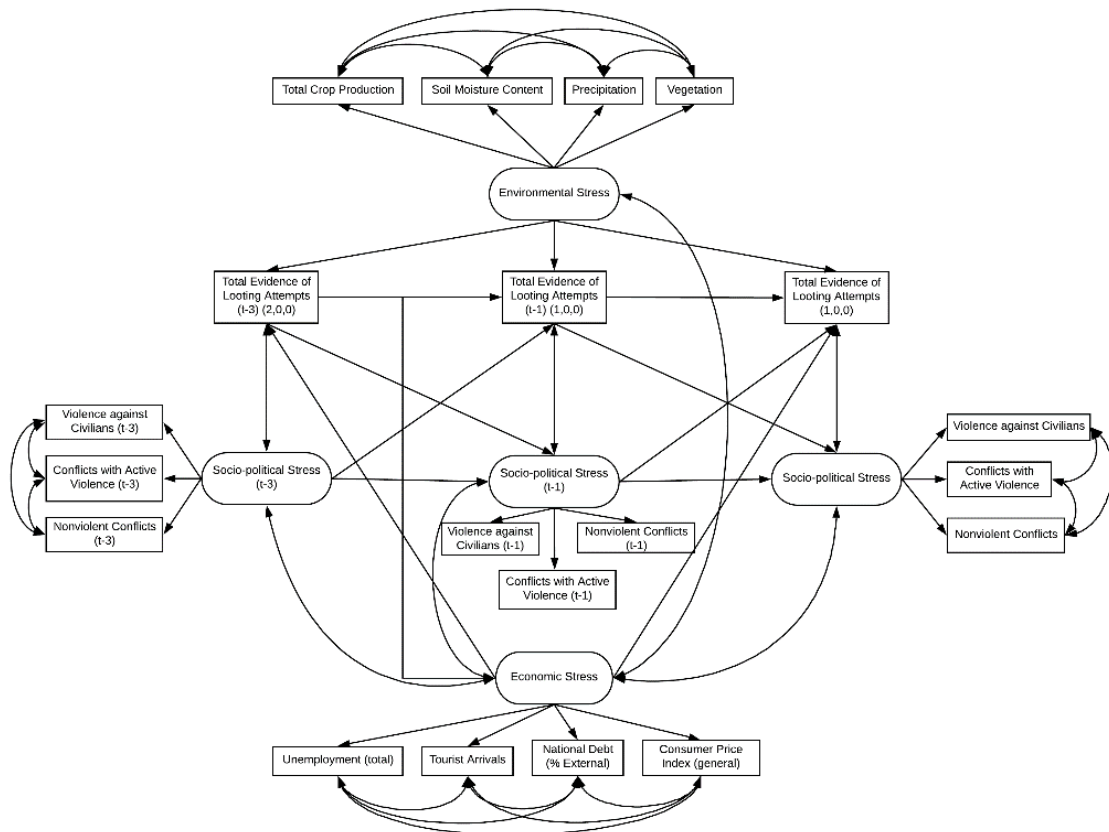 Total Crop Production
Soil Moisture Content
Precipitation
Vegetation
Environmental Stress
Total Evidence of
Looting Attempts
(t-3) (2,0,0)
Total Evidence of
Looting Attempts
(t-1) (1,0,0)
Total Evidence of
Looting Attempts
(1,0,0)
Violence against
Civilians (t-3)
Conflicts with Active
Violence (t-3)
Nonviolent Conflicts
(t-3)
Socio-political Stress
(t-3)
Socio-political Stress
(t-1)
Socio-political Stress
Violence against Civilians
Conflicts with
Active Violence
Nonviolent Conflicts
Violence against
Civilians (t-1)
Nonviolent Conflicts
(t-1)
Conflicts with Active
Violence (t-1)
Economic Stress
Unemployment (total)
Tourist Arrivals
National Debt
(% External)
Consumer Price
Index (general)